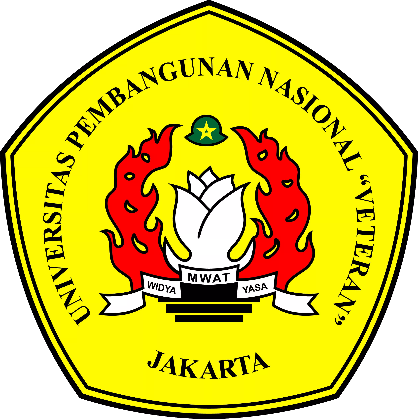 UNIVERSITAS PEMBANGUNAN NASIONAL “VETERAN”
WIDYA MWAT YASA
JAKARTA